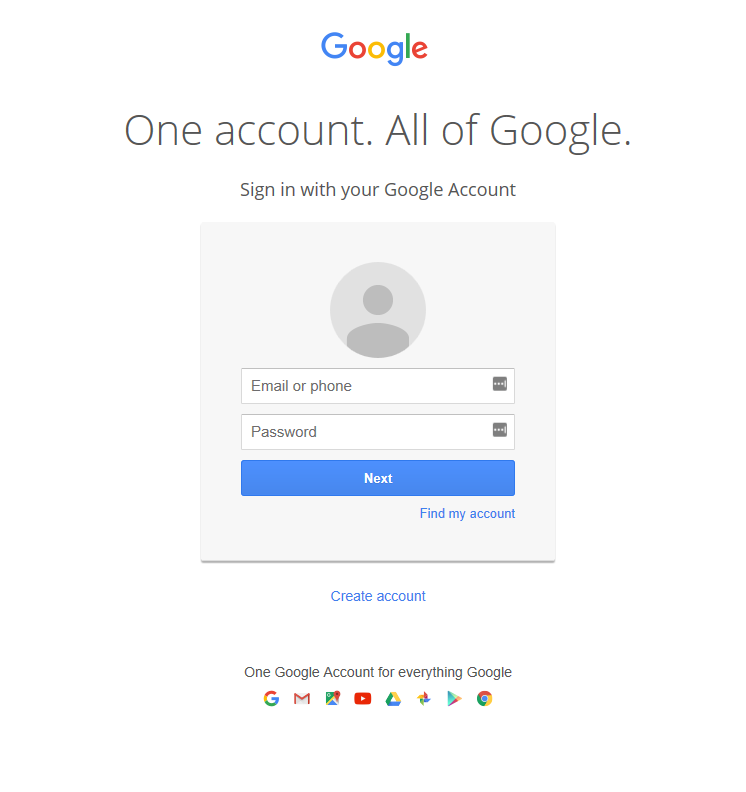 Google
One account. All of Google.
Sign in with your Google Account
Email or phone
Password
Next
Find my account
Create account
One Google Account for everything Google